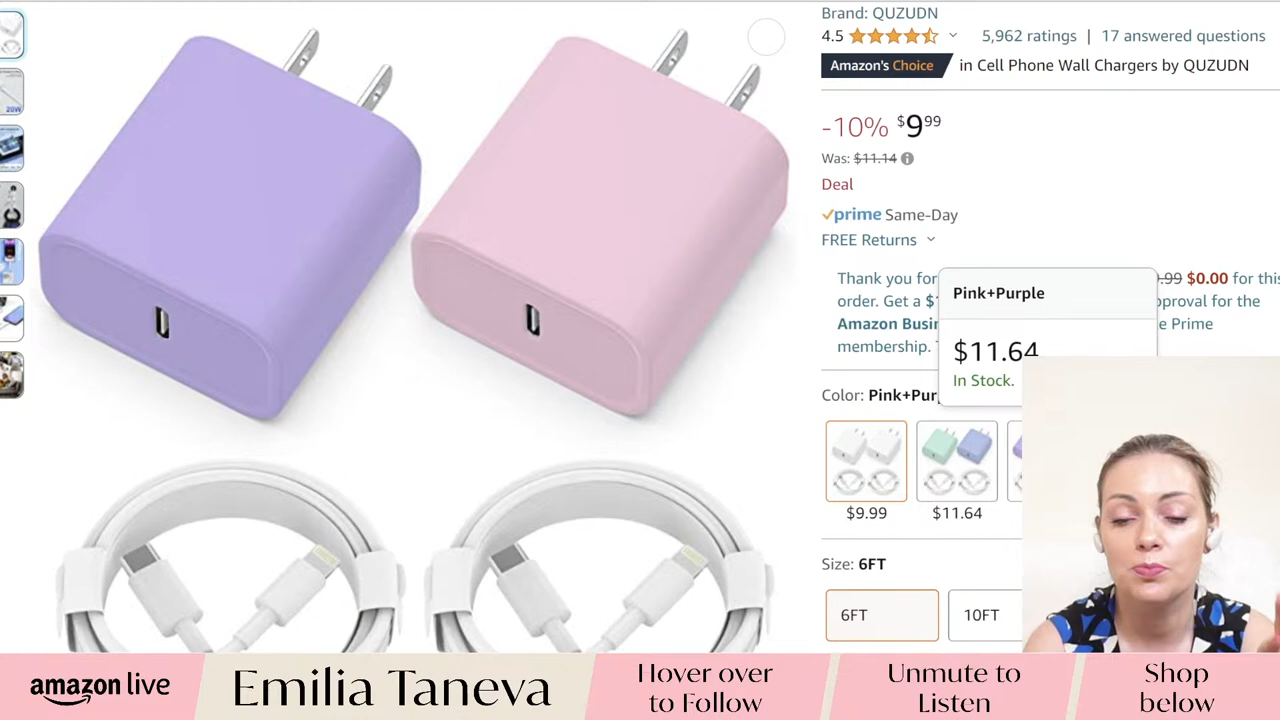 Brand: QUZUDN
4.5
5,962 ratings | 17 answered questions
Amazon's Choice in Cell Phone Wall Chargers by QUZUDN
-10% $9 99
Was: $11.14
Deal
prime Same-Day
FREE Returns
Thank you for
.99 $0.00 for this
order. Get a $
pproval for the
Amazon Busin
e Prime
membership.
Pink+Purple
$11.64
In Stock.
Color: Pink+Pur
$9.99
$11.64
Size: 6FT
6FT
10FT
20W
amazon live
Emilia Taneva
Hover over
to Follow
Unmute to
Listen
Shop
below